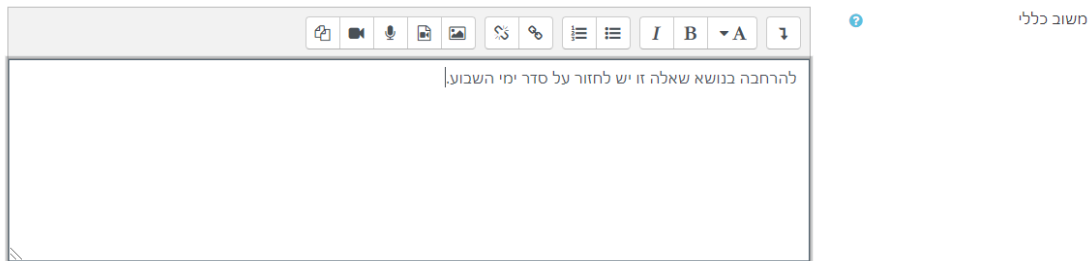 משוב כללי
להרחבה בנושא שאלה זו יש לחזור על סדר ימי השבוע.